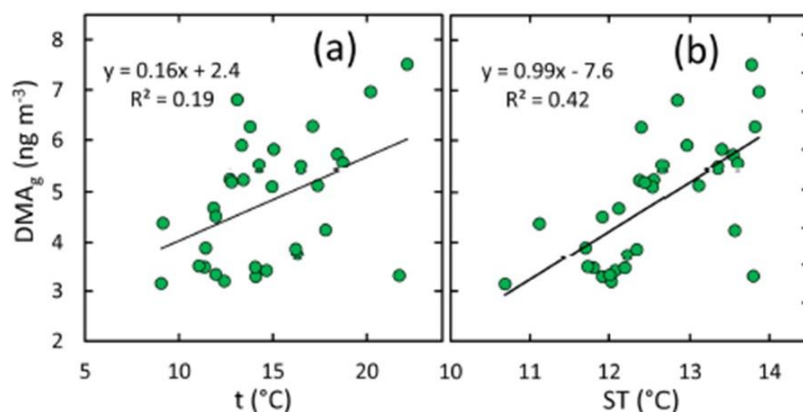 (a)
y = 0.16x + 2.4
R² = 0.19
(b)
y = 0.99x - 7.6
R² = 0.42
DMAg (ng m⁻³)
8
7
6
5
4
3
2
5 10 15 20
10 11 12 13 14
t (°C)
ST (°C)